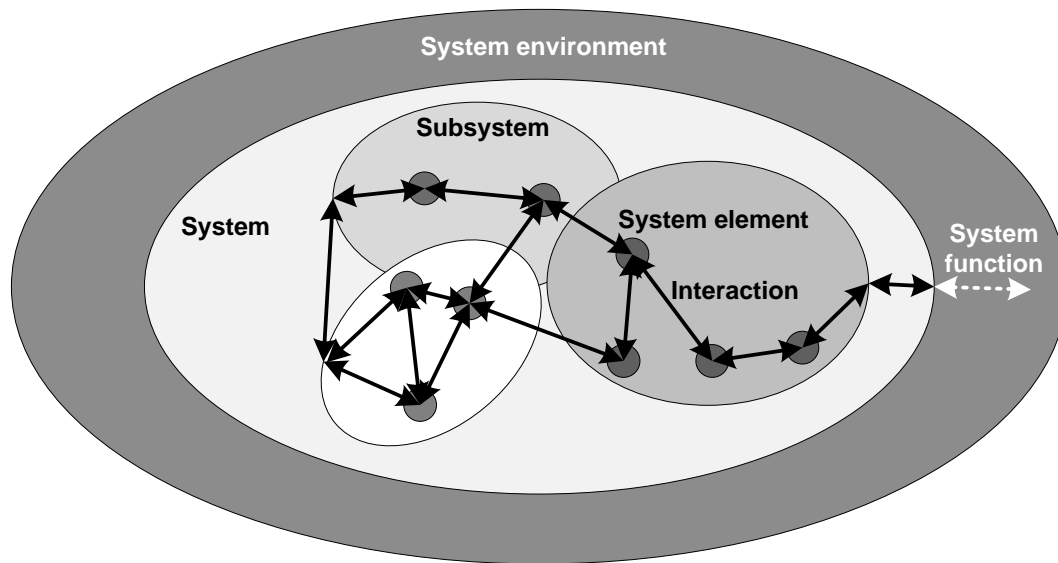 System environment
Subsystem
System
System element
Interaction
System
function